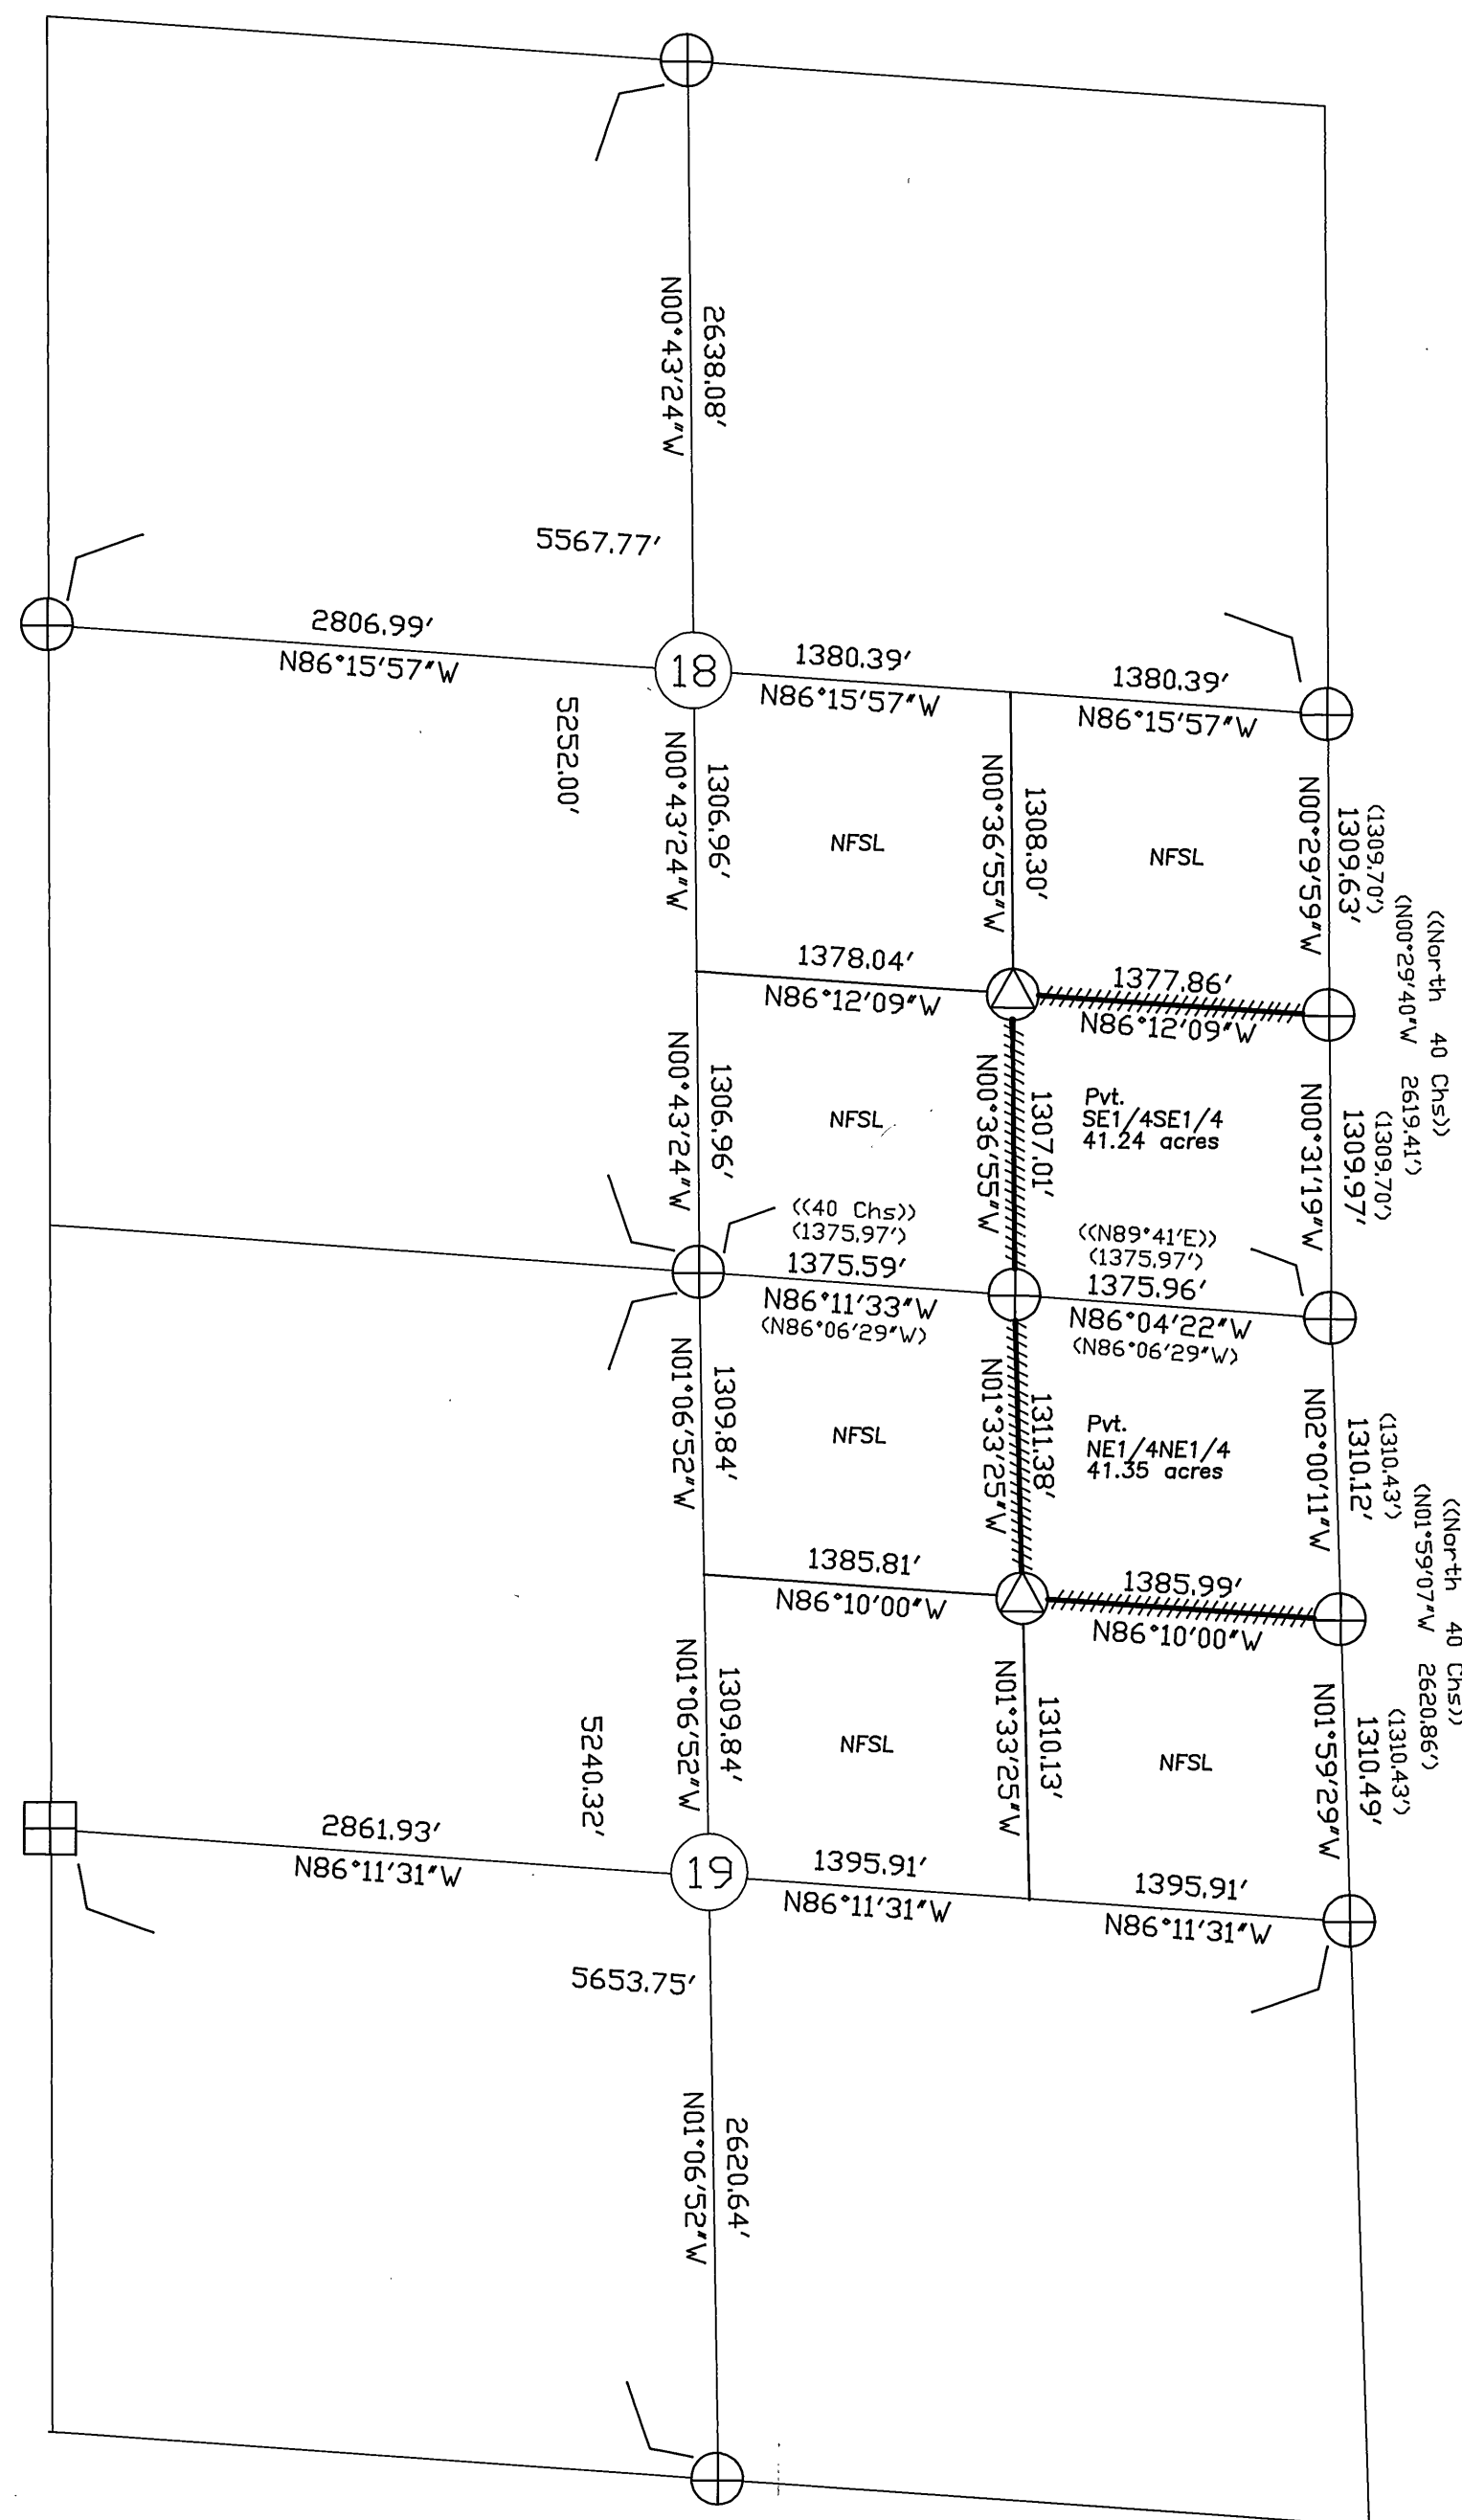 2638.08'
N00°43'24"W
5567.77'
2806.99'
N86°15'57"W
18
1380.39'
N86°15'57"W
1380.39'
N86°15'57"W
5252.00'
1306.96'
N00°43'24"W
1308.30'
N00°36'55"W
NFSL
NFSL
(1309.70')
1309.63'
N00°29'59"W
((North 40 Chs))
(N00°29'40"W 2619.41')
1378.04'
N86°12'09"W
1377.86'
N86°12'09"W
1306.96'
N00°43'24"W
NFSL
1307.01'
N00°36'55"W
Pvt.
SE1/4SE1/4
41.24 acres
(1309.70')
1309.97'
N00°31'19"W
((40 Chs))
(1375.97')
1375.59'
N86°11'33"W
(N86°06'29"W)
((N89°41'E))
(1375.97')
1375.96'
N86°04'22"W
(N86°06'29"W)
1309.84'
N01°06'52"W
NFSL
1311.38'
N01°33'25"W
Pvt.
NE1/4NE1/4
41.35 acres
(1310.43')
1310.12'
N02°00'11"W
((North 40 Chs))
(N01°59'07"W 2620.86')
1385.81'
N86°10'00"W
1385.99'
N86°10'00"W
1309.84'
N01°06'52"W
NFSL
1310.13'
N01°33'25"W
NFSL
(1310.43')
1310.49'
N01°59'29"W
5240.32'
2861.93'
N86°11'31"W
19
1395.91'
N86°11'31"W
1395.91'
N86°11'31"W
5653.75'
2620.64'
N01°06'52"W